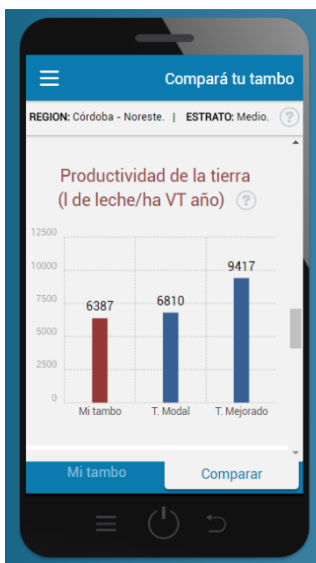 Compará tu tambo
REGION: Córdoba - Noreste. | ESTRATO: Medio. ?
Productividad de la tierra
(l de leche/ha VT año) ?
12500
10000
7500
5000
2500
0
6387
6810
9417
Mi tambo T. Modal T. Mejorado
Mi tambo Comparar